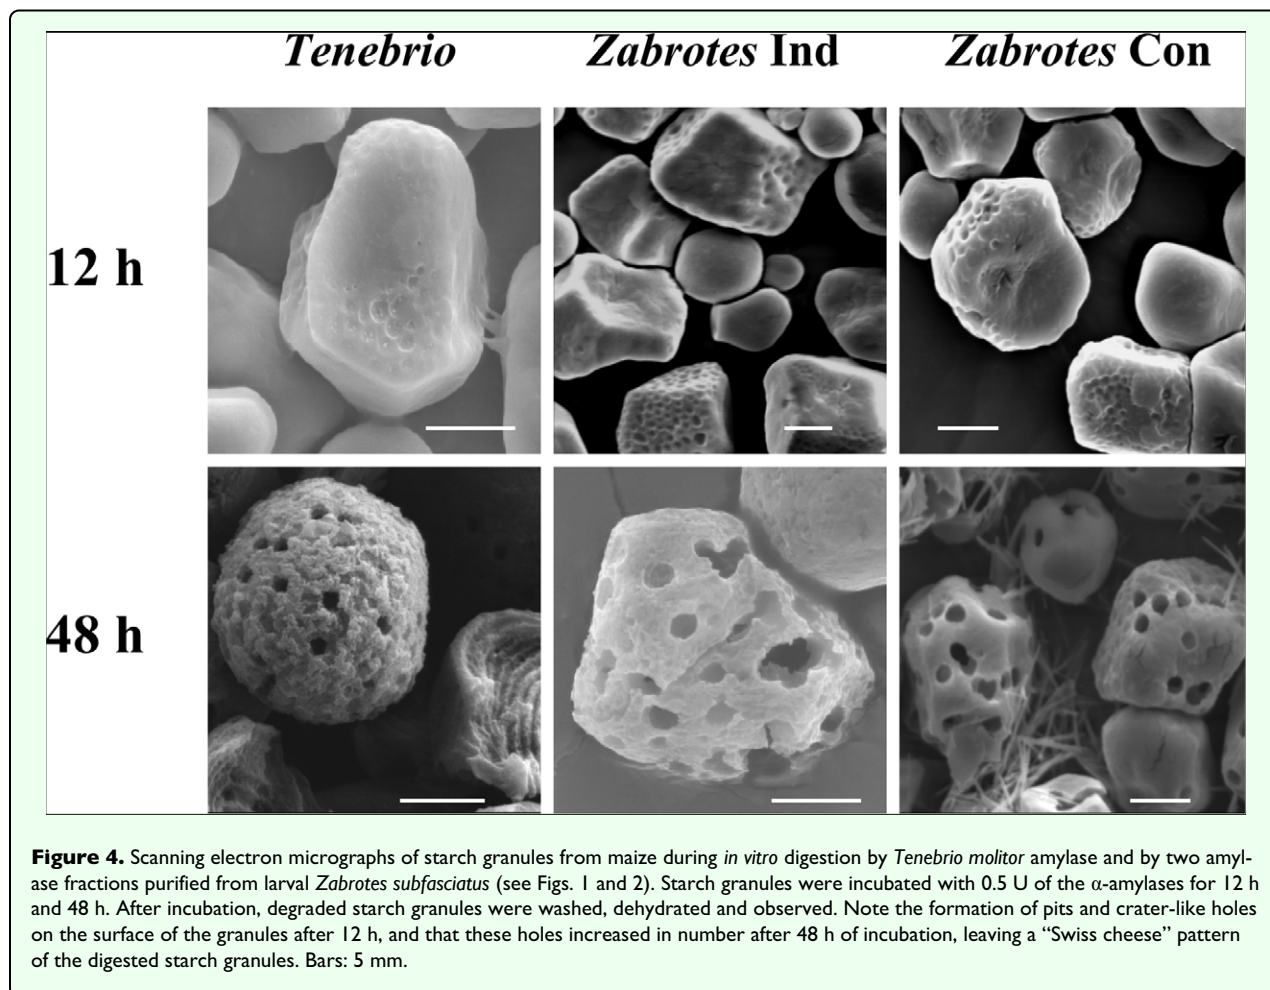 Tenebrio Zabrotes Ind Zabrotes Con
12 h
48 h
Figure 4. Scanning electron micrographs of starch granules from maize during in vitro digestion by Tenebrio molitor amylase and by two amyl-
ase fractions purified from larval Zabrotes subfasciatus (see Figs. 1 and 2). Starch granules were incubated with 0.5 U of the α-amylases for 12 h
and 48 h. After incubation, degraded starch granules were washed, dehydrated and observed. Note the formation of pits and crater-like holes
on the surface of the granules after 12 h, and that these holes increased in number after 48 h of incubation, leaving a “Swiss cheese” pattern
of the digested starch granules. Bars: 5 mm.